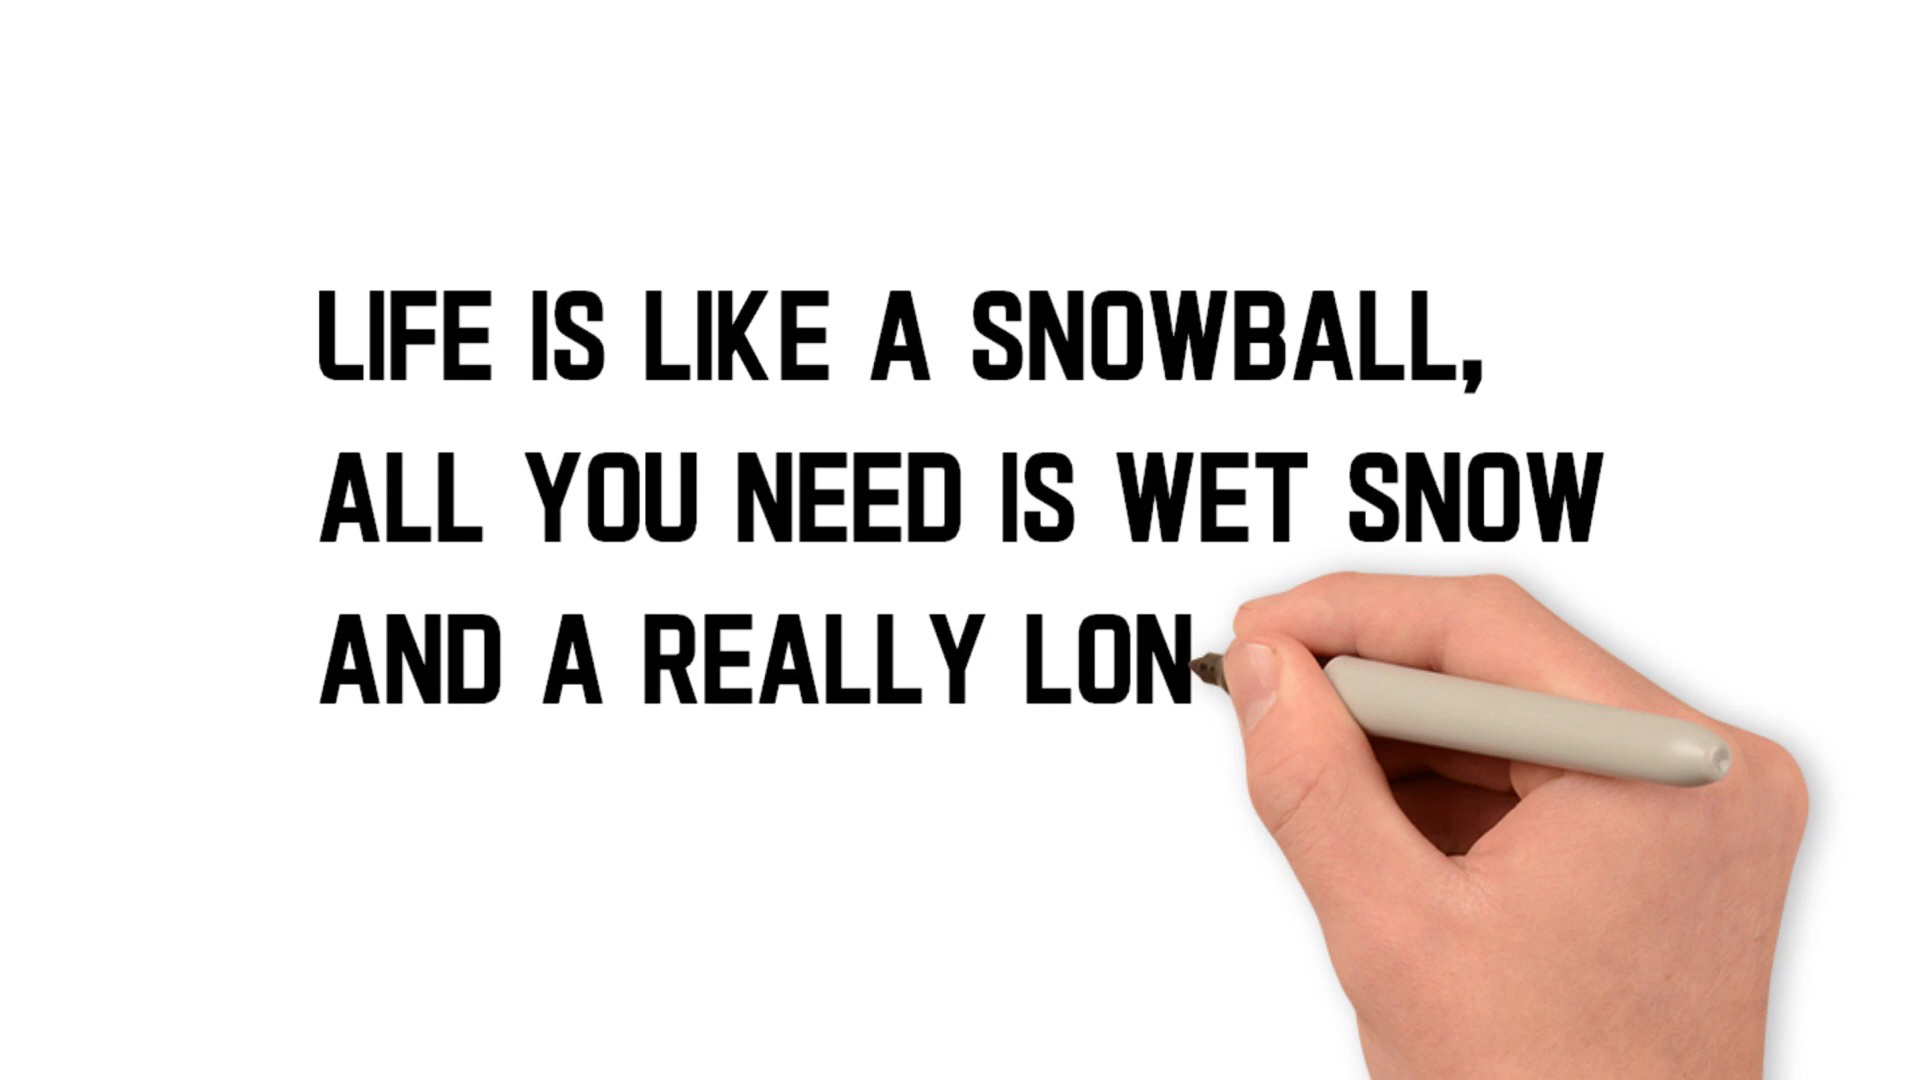 LIFE IS LIKE A SNOWBALL,
ALL YOU NEED IS WET SNOW
AND A REALLY LON